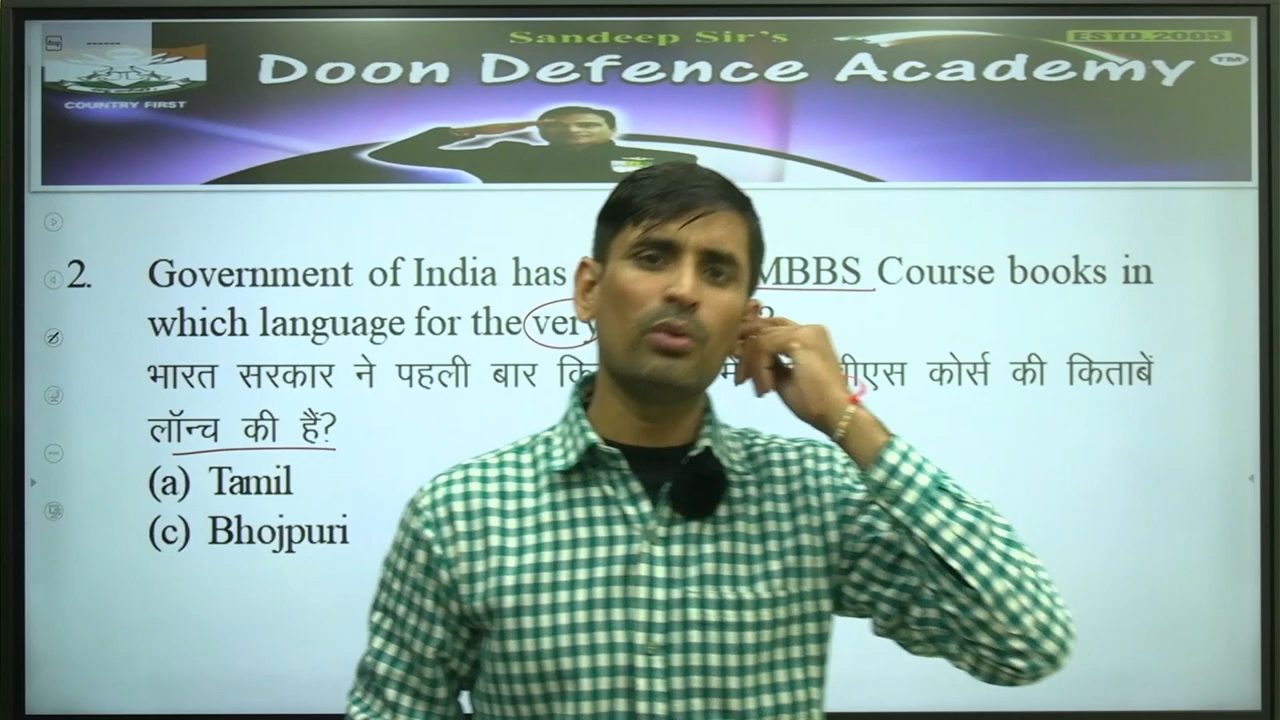 Sandeep Sir's
ESTD.2005
Doon Defence Academy™
COUNTRY FIRST
2. Government of India has MBBS Course books in
which language for the very ?
भारत सरकार ने पहली बार कोर्स की किताबें
लॉन्च की हैं?
(a) Tamil
(c) Bhojpuri